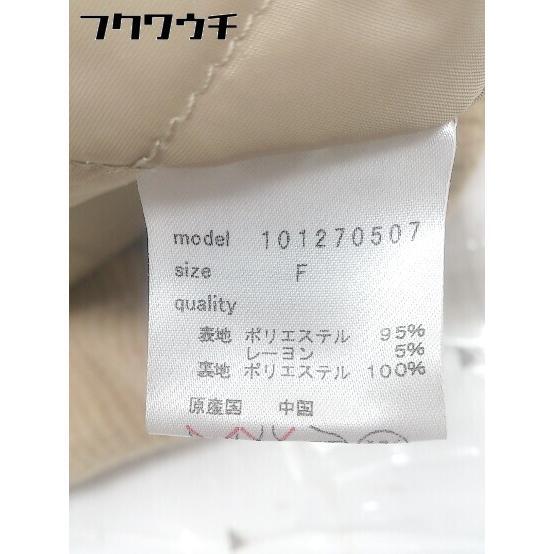 フクワウチ
model 101270507
size F
quality
表地 ポリエステル 95%
レーヨン 5%
裏地 ポリエステル 100%
原産国 中国